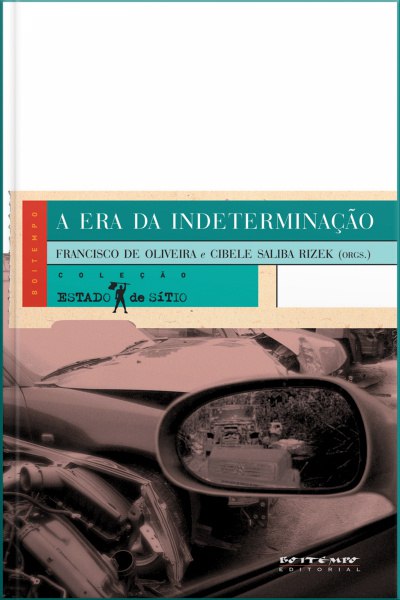 BOITEMPO
A ERA DA INDETERMINAÇÃO
FRANCISCO DE OLIVEIRA e CIBELE SALIBA RIZEK (ORGS.)
COLEÇÃO
ESTADO de SÍTIO
BOITEMPO
EDITORIAL